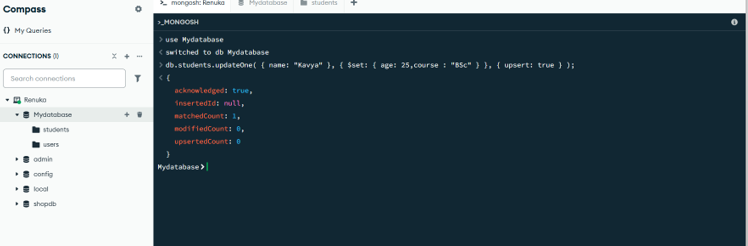 Compass
{} My Queries
CONNECTIONS (1)
Search connections
Renuka
Mydatabase
students
users
admin
config
local
shopdb
mongosh: Renuka
Mydatabase
students
>_MONGOSH
> use Mydatabase
< switched to db Mydatabase
> db.students.updateOne( { name: "Kavya" }, { $set: { age: 25,course : "BSc" } }, { upsert: true } );
< {
acknowledged: true,
insertedId: null,
matchedCount: 1,
modifiedCount: 0,
upsertedCount: 0
}
Mydatabase>